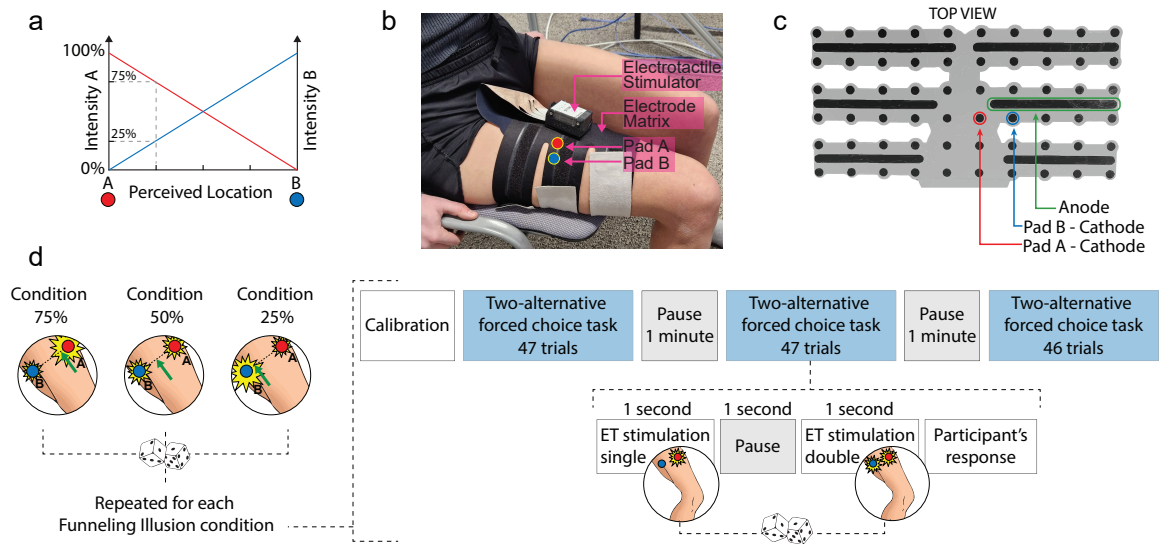 a
100%
75%
25%
0%
Intensity A
Intensity B
A
B
Perceived Location
b
Electrotactile
Stimulator
Electrode
Matrix
Pad A
Pad B
c
TOP VIEW
Anode
Pad B - Cathode
Pad A - Cathode
d
Condition
75%
Condition
50%
Condition
25%
A
B
A
B
A
B
Repeated for each
Funneling Illusion condition
Calibration
Two-alternative
forced choice task
47 trials
Pause
1 minute
Two-alternative
forced choice task
47 trials
Pause
1 minute
Two-alternative
forced choice task
46 trials
1 second
1 second
1 second
ET stimulation
single
Pause
ET stimulation
double
Participant's
response